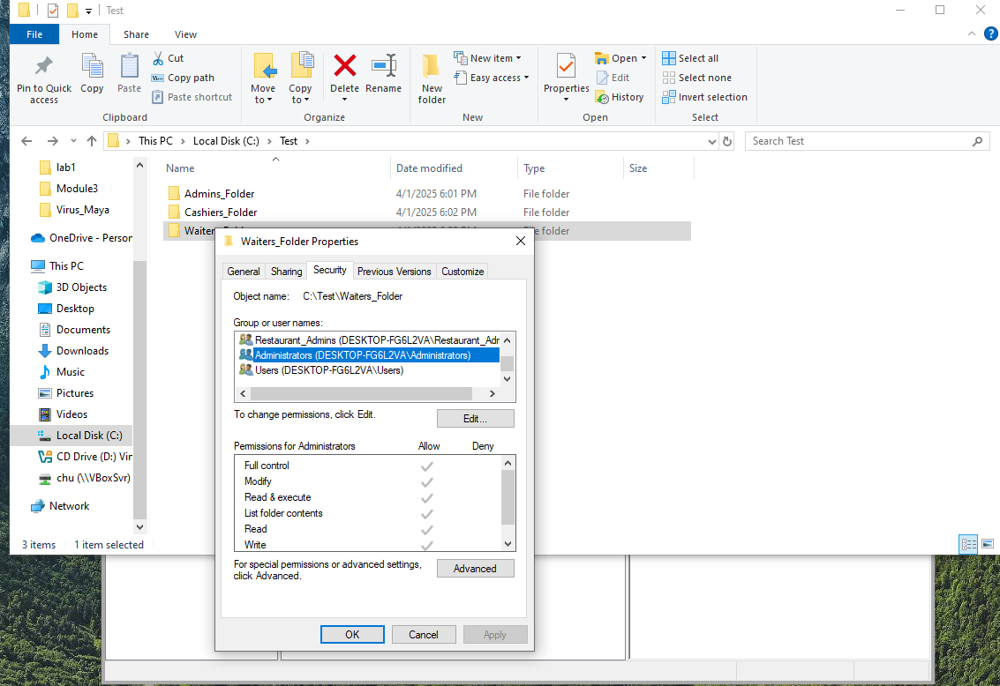 Test
File Home Share View
Pin to Quick access
Copy
Paste
Cut
Copy path
Paste shortcut
Clipboard
Move to
Copy to
Delete
Rename
Organize
New folder
New item
Easy access
New
Properties
Open
Edit
History
Open
Select all
Select none
Invert selection
Select
This PC Local Disk (C:) Test
Search Test
lab1
Module3
Virus_Maya
OneDrive - Person
This PC
3D Objects
Desktop
Documents
Downloads
Music
Pictures
Videos
Local Disk (C:)
CD Drive (D:) Vir
chu (\\VBoxSvr)
Network
Name Date modified Type Size
Admins_Folder 4/1/2025 6:01 PM File folder
Cashiers_Folder 4/1/2025 6:02 PM File folder
Waiters_Folder
Waiters_Folder Properties
General Sharing Security Previous Versions Customize
Object name: C:\Test\Waiters_Folder
Group or user names:
Restaurant_Admins (DESKTOP-FG6L2VA\Restaurant_Adr
Administrators (DESKTOP-FG6L2VA\Administrators)
Users (DESKTOP-FG6L2VA\Users)
To change permissions, click Edit.
Edit...
Permissions for Administrators Allow Deny
Full control
Modify
Read & execute
List folder contents
Read
Write
For special permissions or advanced settings,
click Advanced.
Advanced
OK Cancel Apply
3 items 1 item selected